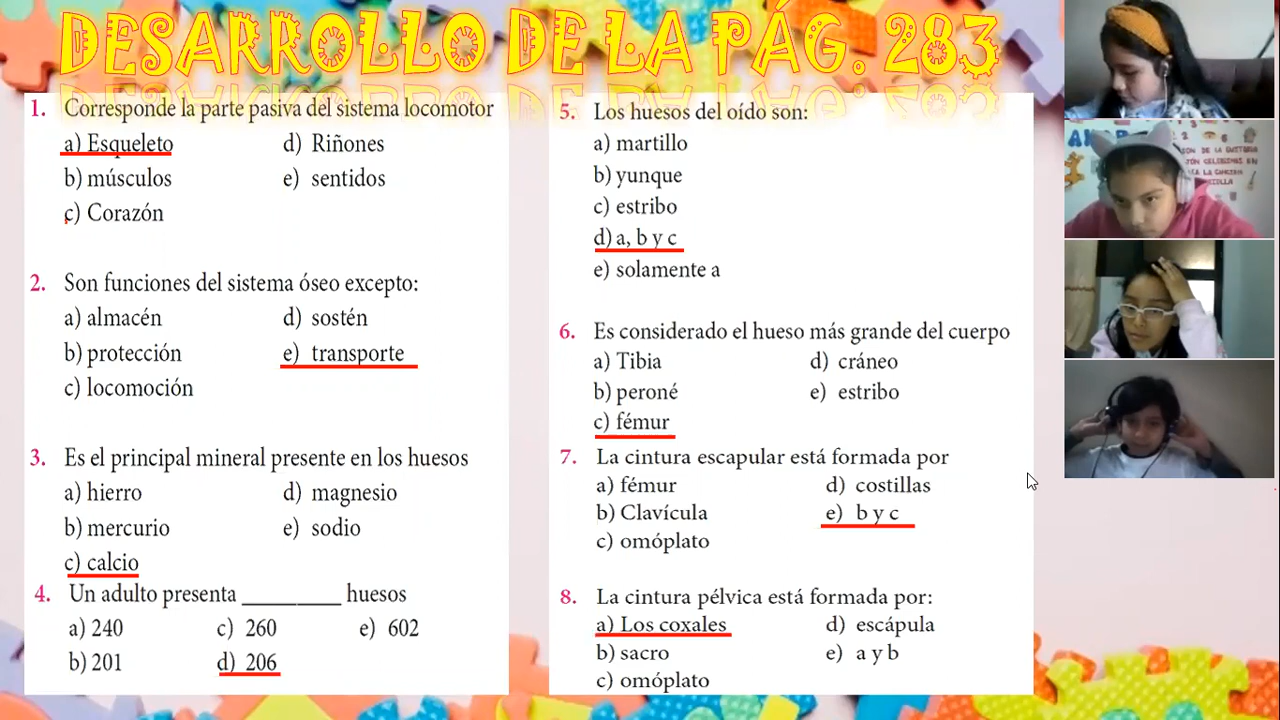 DESARROLLO DE LA PÁG. 283
1. Corresponde la parte pasiva del sistema locomotor
a) Esqueleto d) Riñones
b) músculos e) sentidos
c) Corazón
2. Son funciones del sistema óseo excepto:
a) almacén d) sostén
b) protección e) transporte
c) locomoción
3. Es el principal mineral presente en los huesos
a) hierro d) magnesio
b) mercurio e) sodio
c) calcio
4. Un adulto presenta _________ huesos
a) 240 c) 260 e) 602
b) 201 d) 206
5. Los huesos del oído son:
a) martillo
b) yunque
c) estribo
d) a, b y c
e) solamente a
6. Es considerado el hueso más grande del cuerpo
a) Tibia d) cráneo
b) peroné e) estribo
c) fémur
7. La cintura escapular está formada por
a) fémur d) costillas
b) Clavícula e) b y c
c) omóplato
8. La cintura pélvica está formada por:
a) Los coxales d) escápula
b) sacro e) a y b
c) omóplato